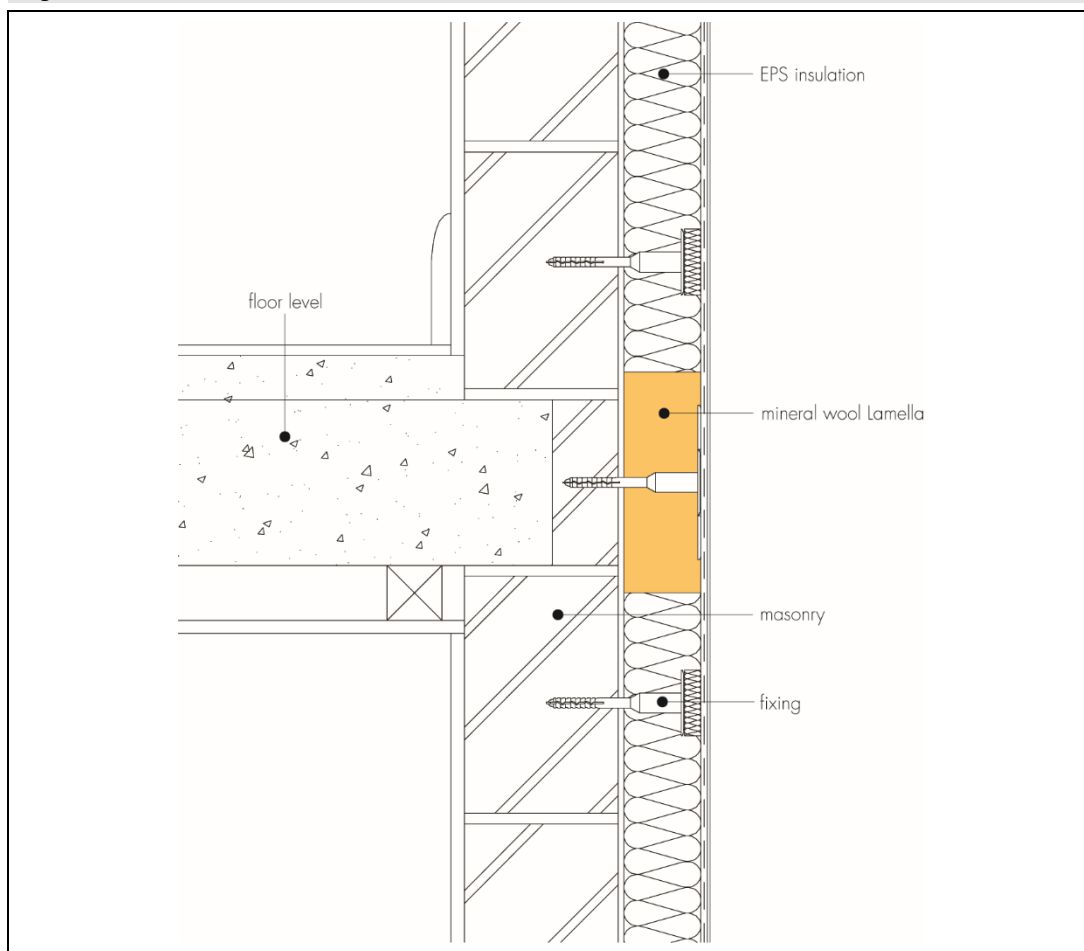 EPS insulation
floor level
mineral wool Lamella
masonry
fixing